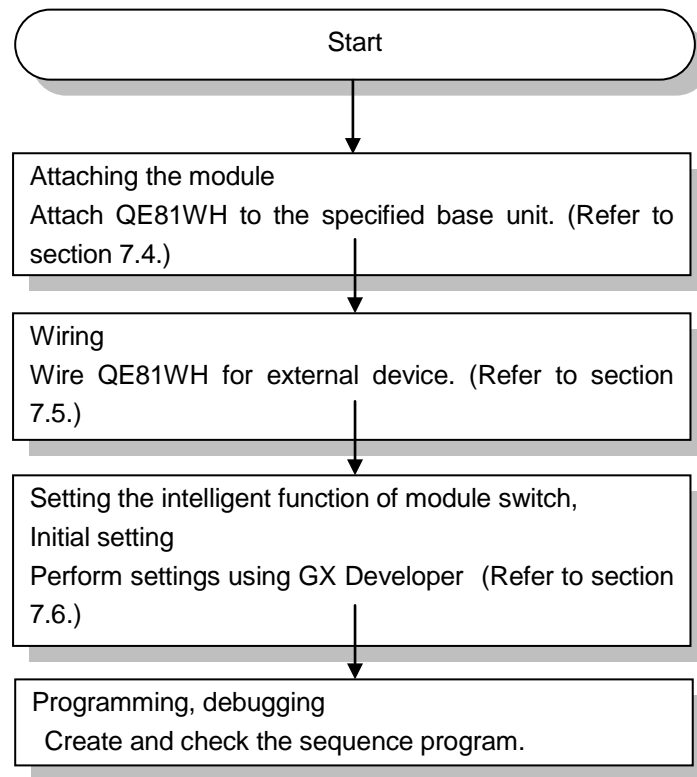 Start
Attaching the module
Attach QE81WH to the specified base unit. (Refer to
section 7.4.)
Wiring
Wire QE81WH for external device. (Refer to section
7.5.)
Setting the intelligent function of module switch,
Initial setting
Perform settings using GX Developer (Refer to section
7.6.)
Programming, debugging
Create and check the sequence program.